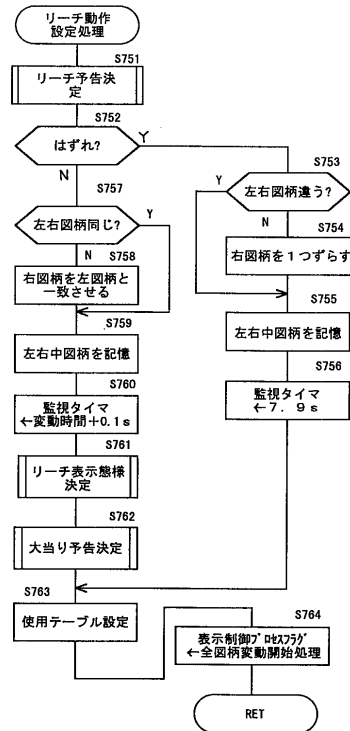 リーチ動作
設定処理
S751
リーチ予告決
定
S752
はずれ?
Y
N
S753
左右図柄違う?
Y
N
S754
右図柄を1つずらす
S755
左右中図柄を記憶
S756
監視タイマ
←7.9s
S757
左右図柄同じ?
Y
N
S758
右図柄を左図柄と
一致させる
S759
左右中図柄を記憶
S760
監視タイマ
←変動時間+0.1s
S761
リーチ表示態様
決定
S762
大当り予告決定
S763
使用テーブル設定
S764
表示制御プロセスフラグ
←全図柄変動開始処理
RET